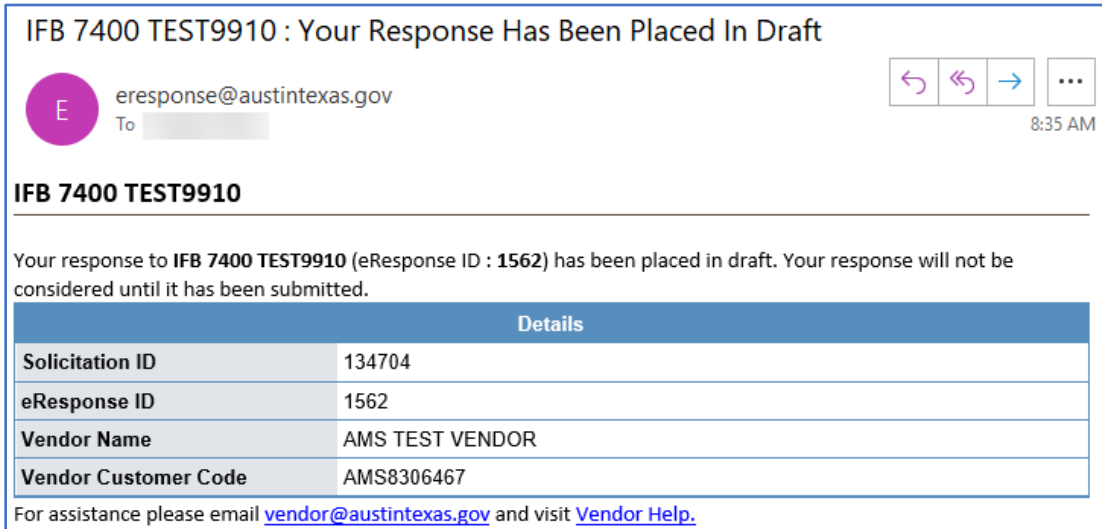 IFB 7400 TEST9910 : Your Response Has Been Placed In Draft
E
eresponse@austintexas.gov
To
8:35 AM
IFB 7400 TEST9910
Your response to IFB 7400 TEST9910 (eResponse ID : 1562) has been placed in draft. Your response will not be
considered until it has been submitted.
Details
Solicitation ID 134704
eResponse ID 1562
Vendor Name AMS TEST VENDOR
Vendor Customer Code AMS8306467
For assistance please email vendor@austintexas.gov and visit Vendor Help.